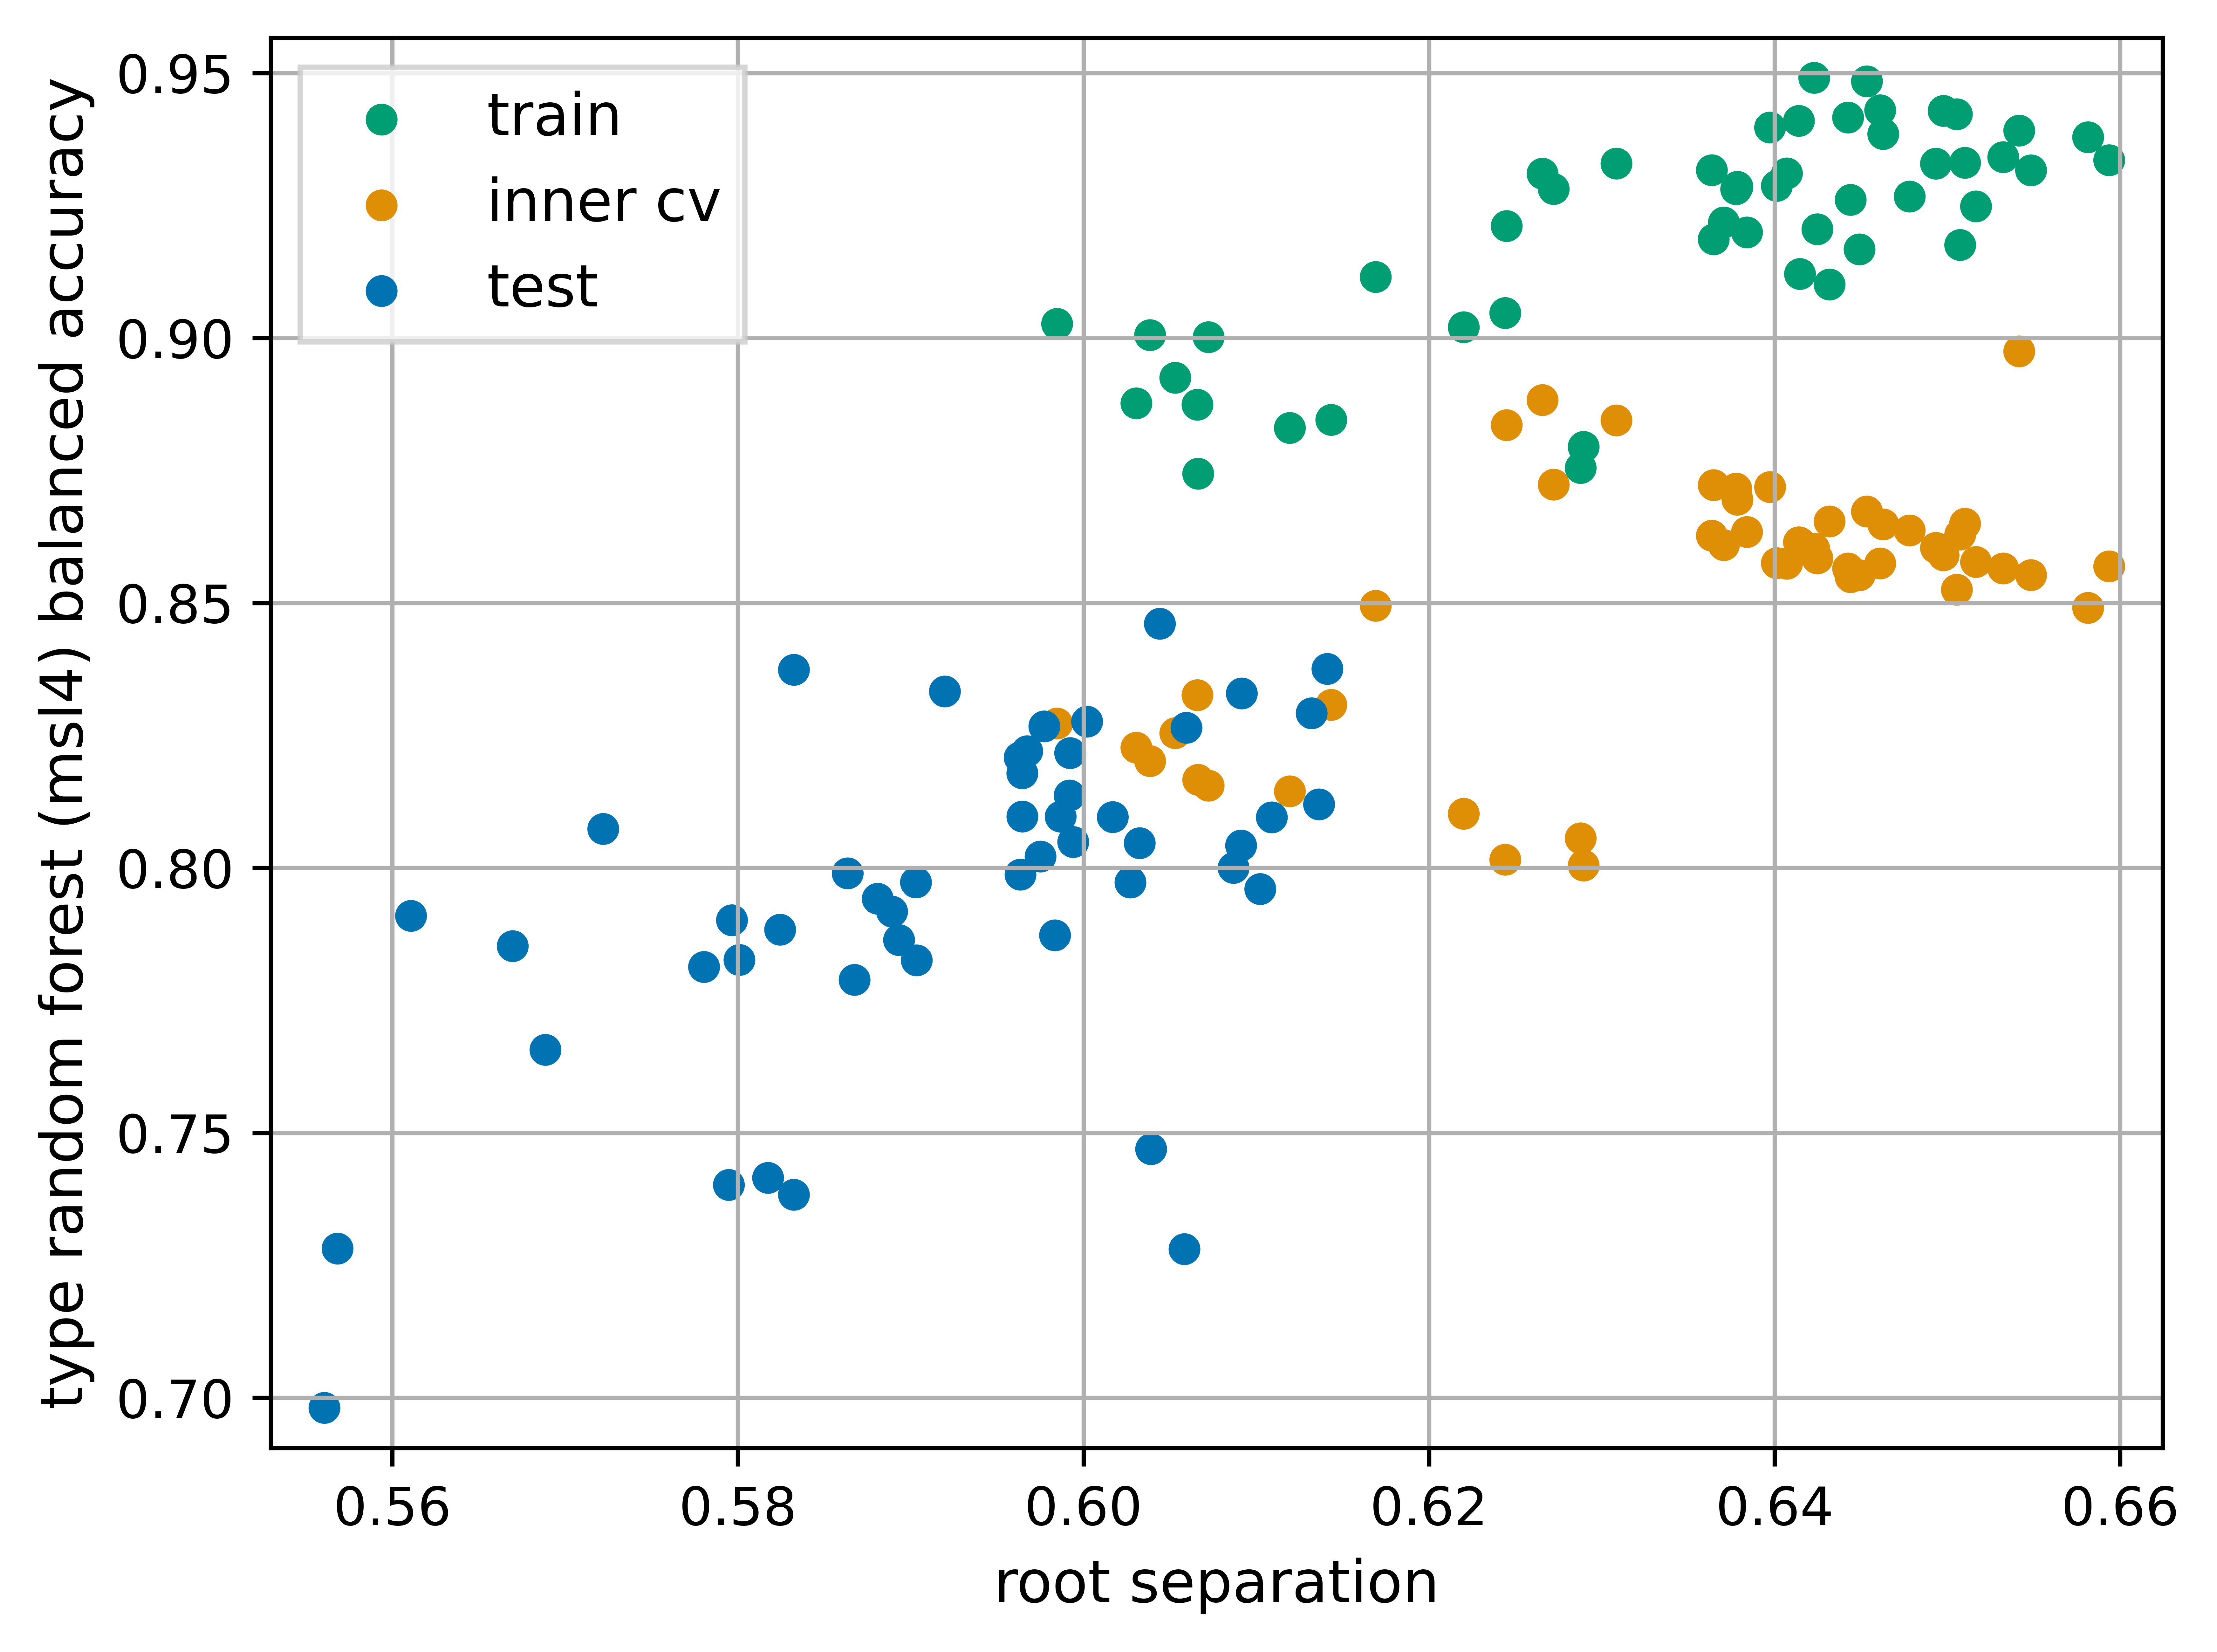 type random forest (msl4) balanced accuracy
0.95
0.90
0.85
0.80
0.75
0.70
train
inner cv
test
0.56
0.58
0.60
0.62
0.64
0.66
root separation